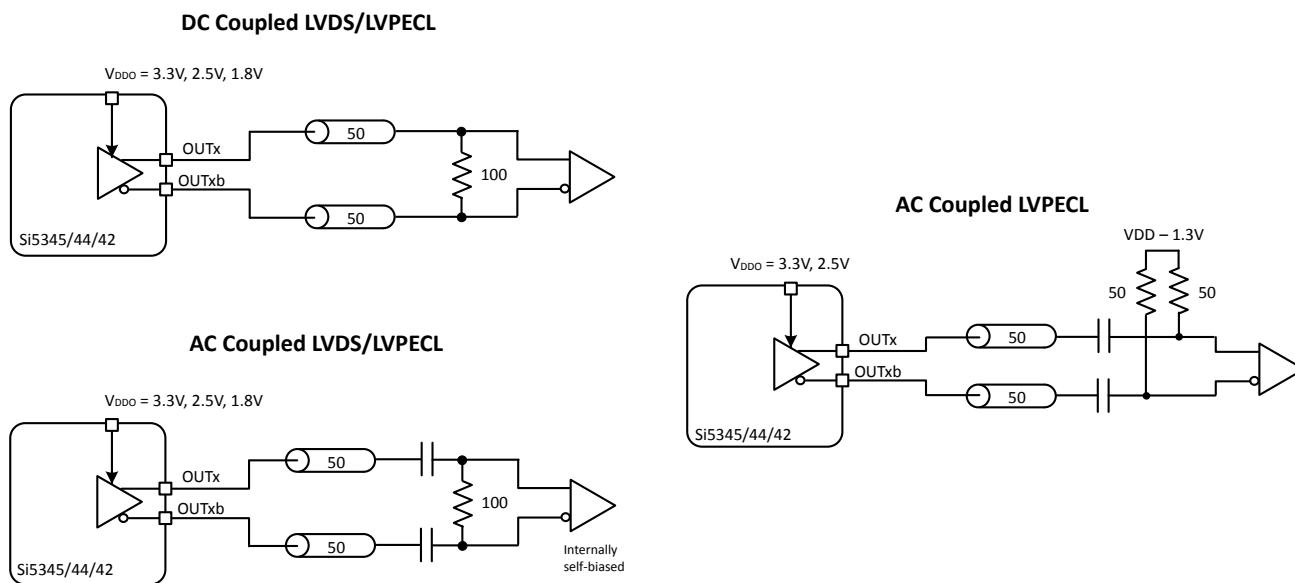 DC Coupled LVDS/LVPECL
VDDO = 3.3V, 2.5V, 1.8V
50
OUTx
100
OUTxb
50
Si5345/44/42
AC Coupled LVDS/LVPECL
VDDO = 3.3V, 2.5V, 1.8V
50
OUTx
100
OUTxb
50
Internally
self-biased
Si5345/44/42
AC Coupled LVPECL
VDD – 1.3V
VDDO = 3.3V, 2.5V
50
50
OUTx
50
OUTxb
50
Si5345/44/42